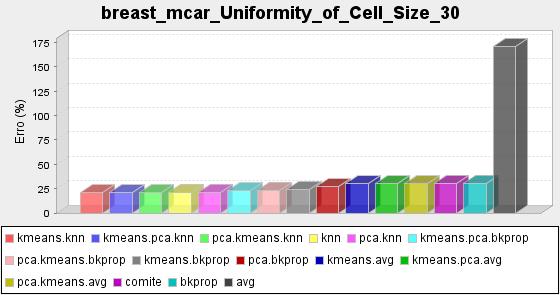 breast_mcar_Uniformity_of_Cell_Size_30
175
150
125
100
75
50
25
0
Erro (%)
kmeans.knn kmeans.pca.knn pca.kmeans.knn knn pca.knn kmeans.pca.bkprop
pca.kmeans.bkprop kmeans.bkprop pca.bkprop kmeans.avg kmeans.pca.avg
pca.kmeans.avg comite bkprop avg